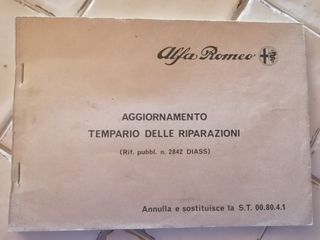 Alfa Romeo
AGGIORNAMENTO
TEMPARIO DELLE RIPARAZIONI
(Rif. pubbl. n. 2842 DIASS)
Annulla e sostituisce la S.T. 00.80.4.1